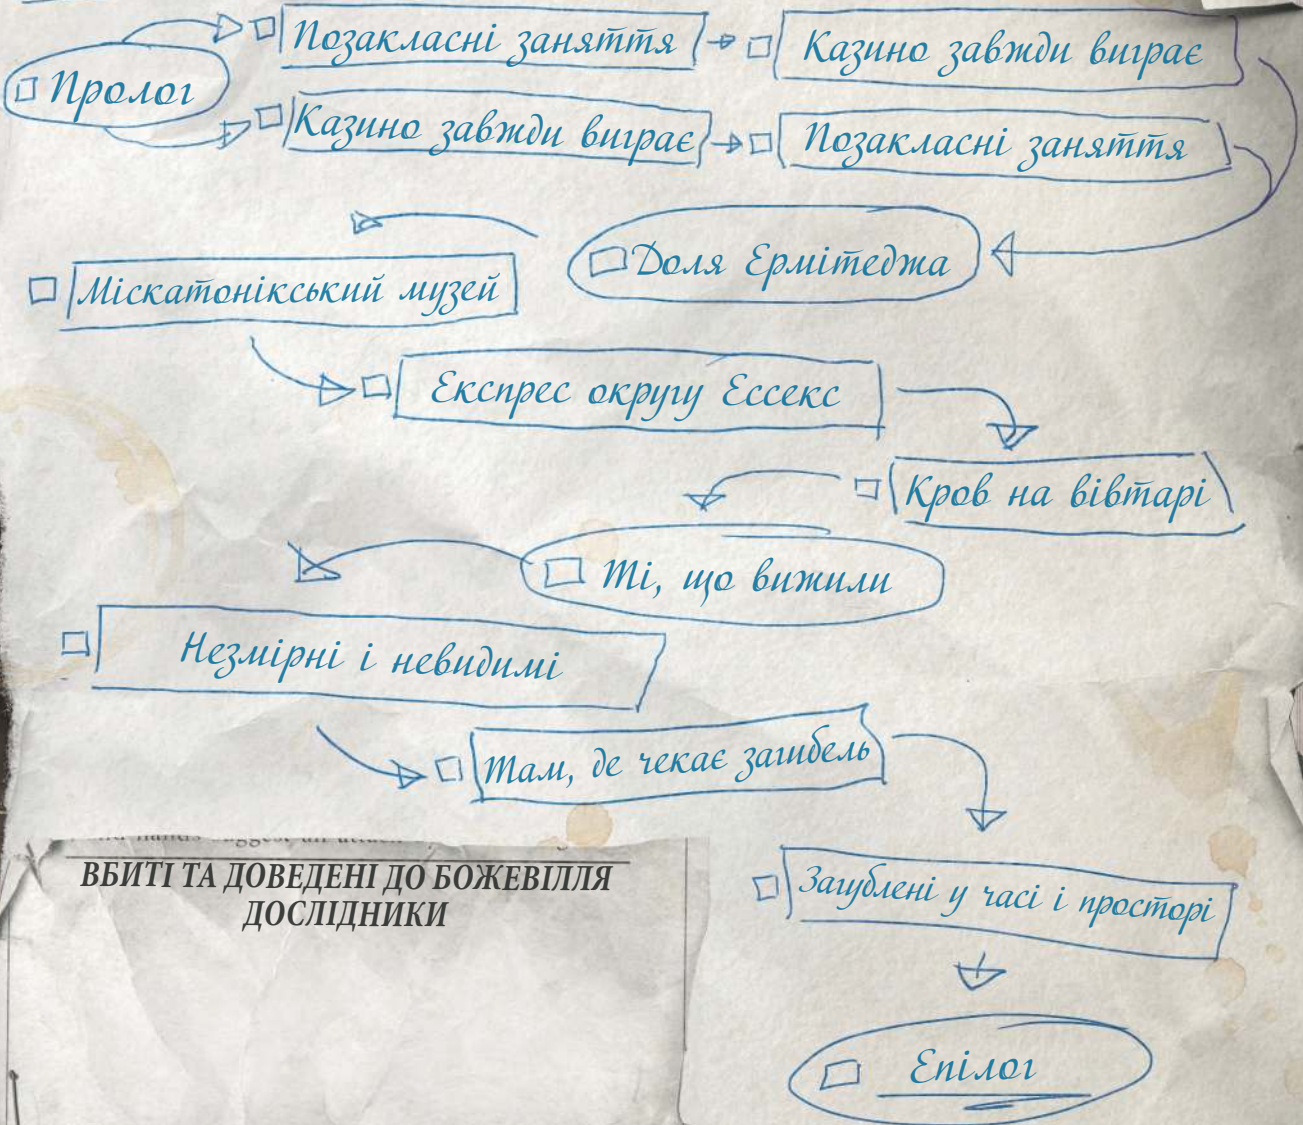 Позакласні заняття
Казино завжди виграє
Пролог
Казино завжди виграє
Позакласні заняття
Доля Ермітеджа
Міскатонікський музей
Експрес округу Ессекс
Кров на вівтарі
Ті, що вижили
Незмірні і невидимі
Там, де чекає загибель
ВБИТІ ТА ДОВЕДЕНІ ДО БОЖЕВІЛЛЯ
ДОСЛІДНИКИ
Загублені у часі і просторі
Епілог